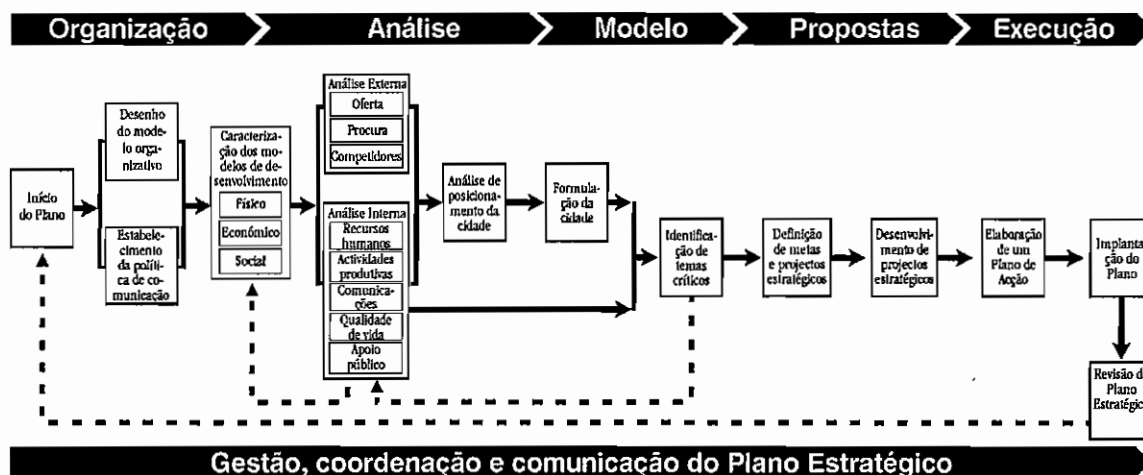 Organização
Análise
Modelo
Propostas
Execução
Início
do Plano
Desenho
do mode-
lo orga-
nizativo
Estabele-
cimento
da políti-
ca de co-
municação
Caracteriza-
ção dos mo-
delos de de-
senvolvimento
Físico
Económico
Social
Análise Externa
Oferta
Procura
Competidores
Análise Interna
Recursos
humanos
Actividades
produtivas
Comunica-
ções
Qualidade
de vida
Apoio
público
Análise de
posiciona-
mento da
cidade
Formula-
ção da
cidade
Identifica-
ção de
temas
críticos
Definição
de metas
e projectos
estratégicos
Desenvolvi-
mento de
projectos
estratégicos
Elaboração
de um
Plano de
Acção
Implanta-
ção do
Plano
Revisão d
Plano
Estratégic
Gestão, coordenação e comunicação do Plano Estratégico